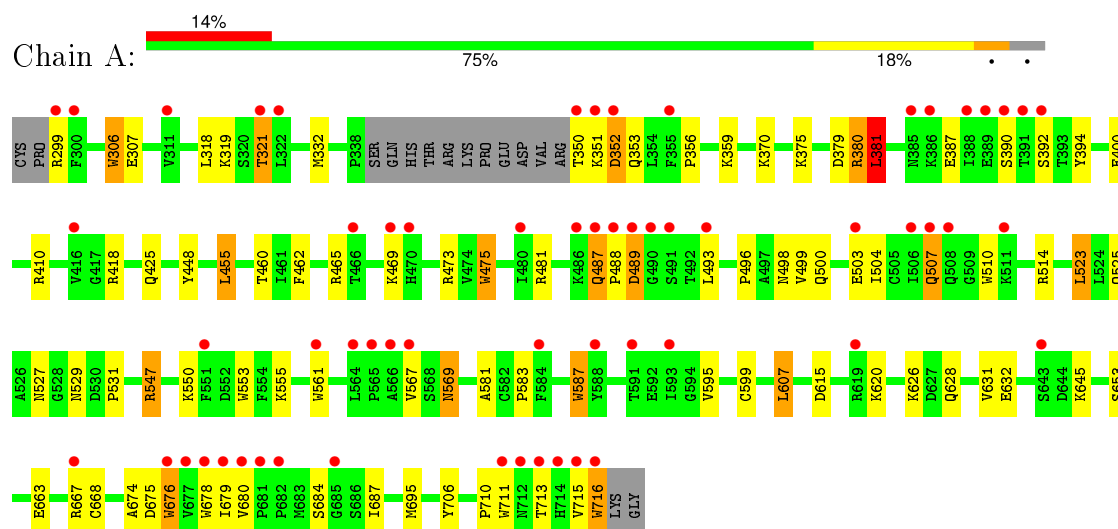 14%
Chain A:
75%
18%
CYS PRO R299 F300 W306 E307 V311 L318 K319 S320 T321 L322 M332 P338 SER GLN HIS THR ARG LYS PRO GLU ASP VAL ARG T350 K351 D352 Q353 L354 F355 P356 K359 K370 K375 D379 R380 L381 N385 K386 E387 I388 E389 S390 T391 S392 T393 Y394
R410 V416 G417 R418 Q425 Y448 L455 T460 I461 F462 R465 T466 K469 H470 R473 V474 W475 I480 R481 K486 Q487 P488 D489 G490 S491 T492 L493 P496 A497 N498 V499 Q500 E503 I504 C505 I506 Q507 Q508 G509 W510 K511 R514 L523 L524 Q525
A526 N527 G528 N529 D530 P531 R547 K550 F551 D552 W553 F554 K555 W561 L564 P565 A566 V567 S568 N569 A581 C582 P583 F584 W587 Y588 T591 E592 I593 G594 V595 C599 L607 D615 R619 K620 K626 D627 Q628 V631 E632 S643 D644 K645 S653
E663 R667 C668 A674 D675 W676 V677 W678 I679 V680 P681 P682 M683 S684 G685 S686 I687 M695 Y706 P710 W711 N712 T713 H714 V715 W716 LYS GLY